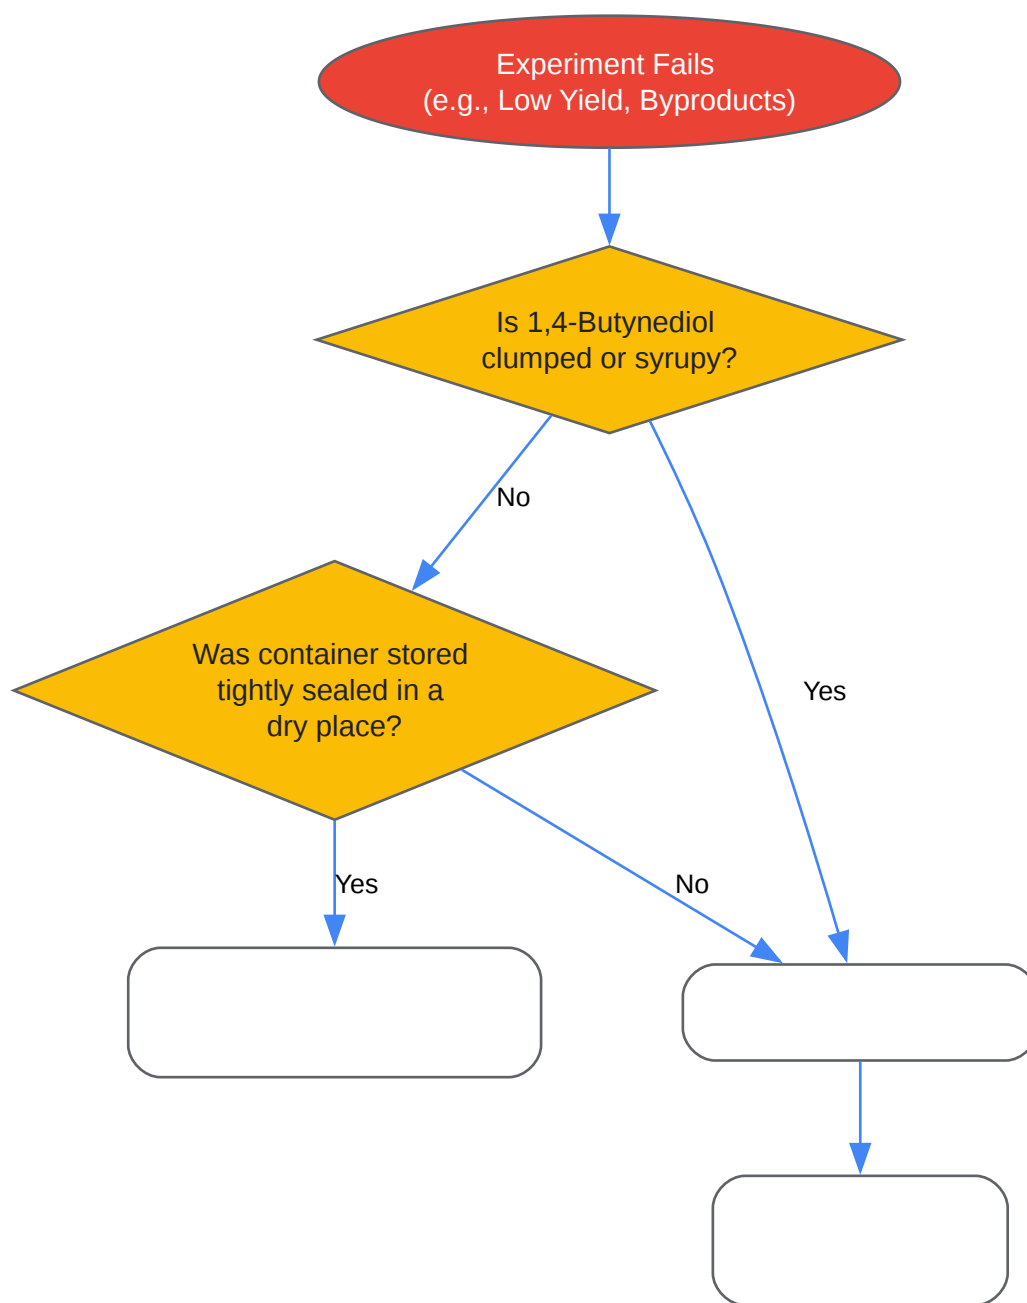 Experiment Fails
(e.g., Low Yield, Byproducts)
Is 1,4-Butynediol
clumped or syrupy?
No
Yes
Was container stored
tightly sealed in a
dry place?
Yes
No